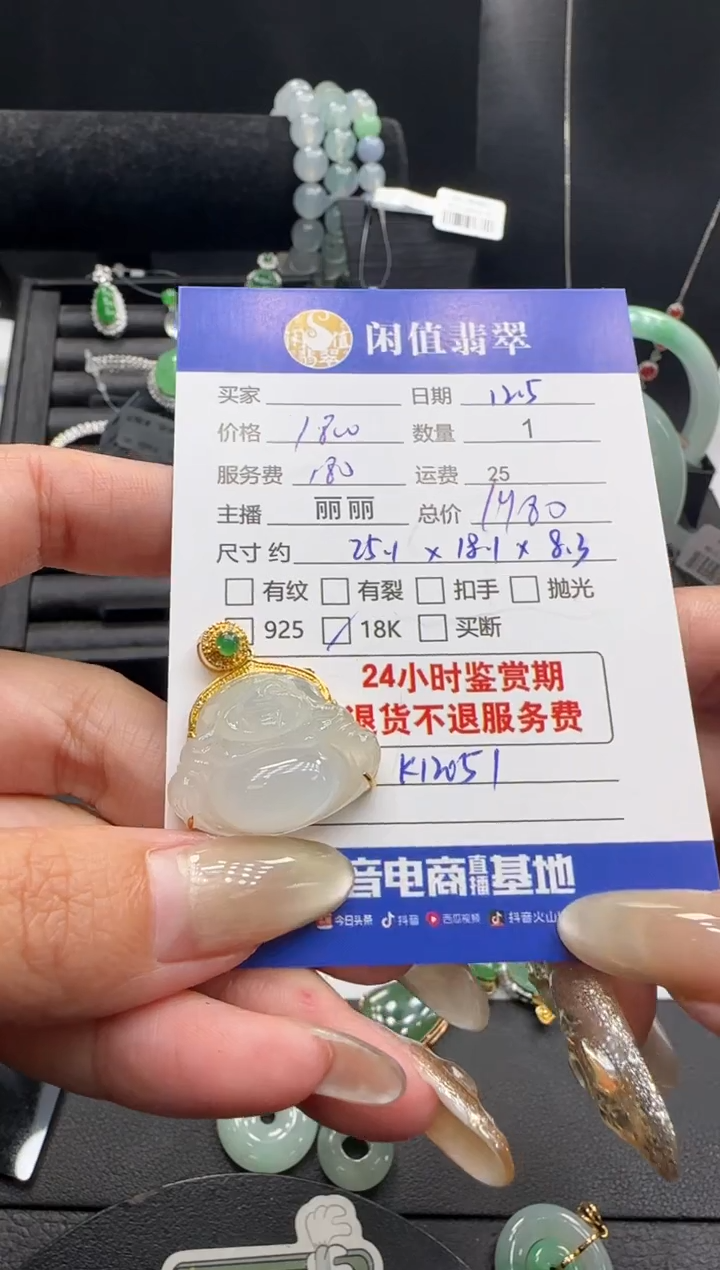 闲值翡翠
闲值翡翠
买家 日期 12.5
价格 1800 数量 1
服务费 180 运费 25
主播 丽丽 总价 1980
尺寸 约 25.1 x 18.1 x 8.3
有纹 有裂 扣手 抛光
925 18K 买断
24小时鉴赏期
退货不退服务费
K12051
音电商直播基地
今日头条 抖音 西瓜视频 抖音火山